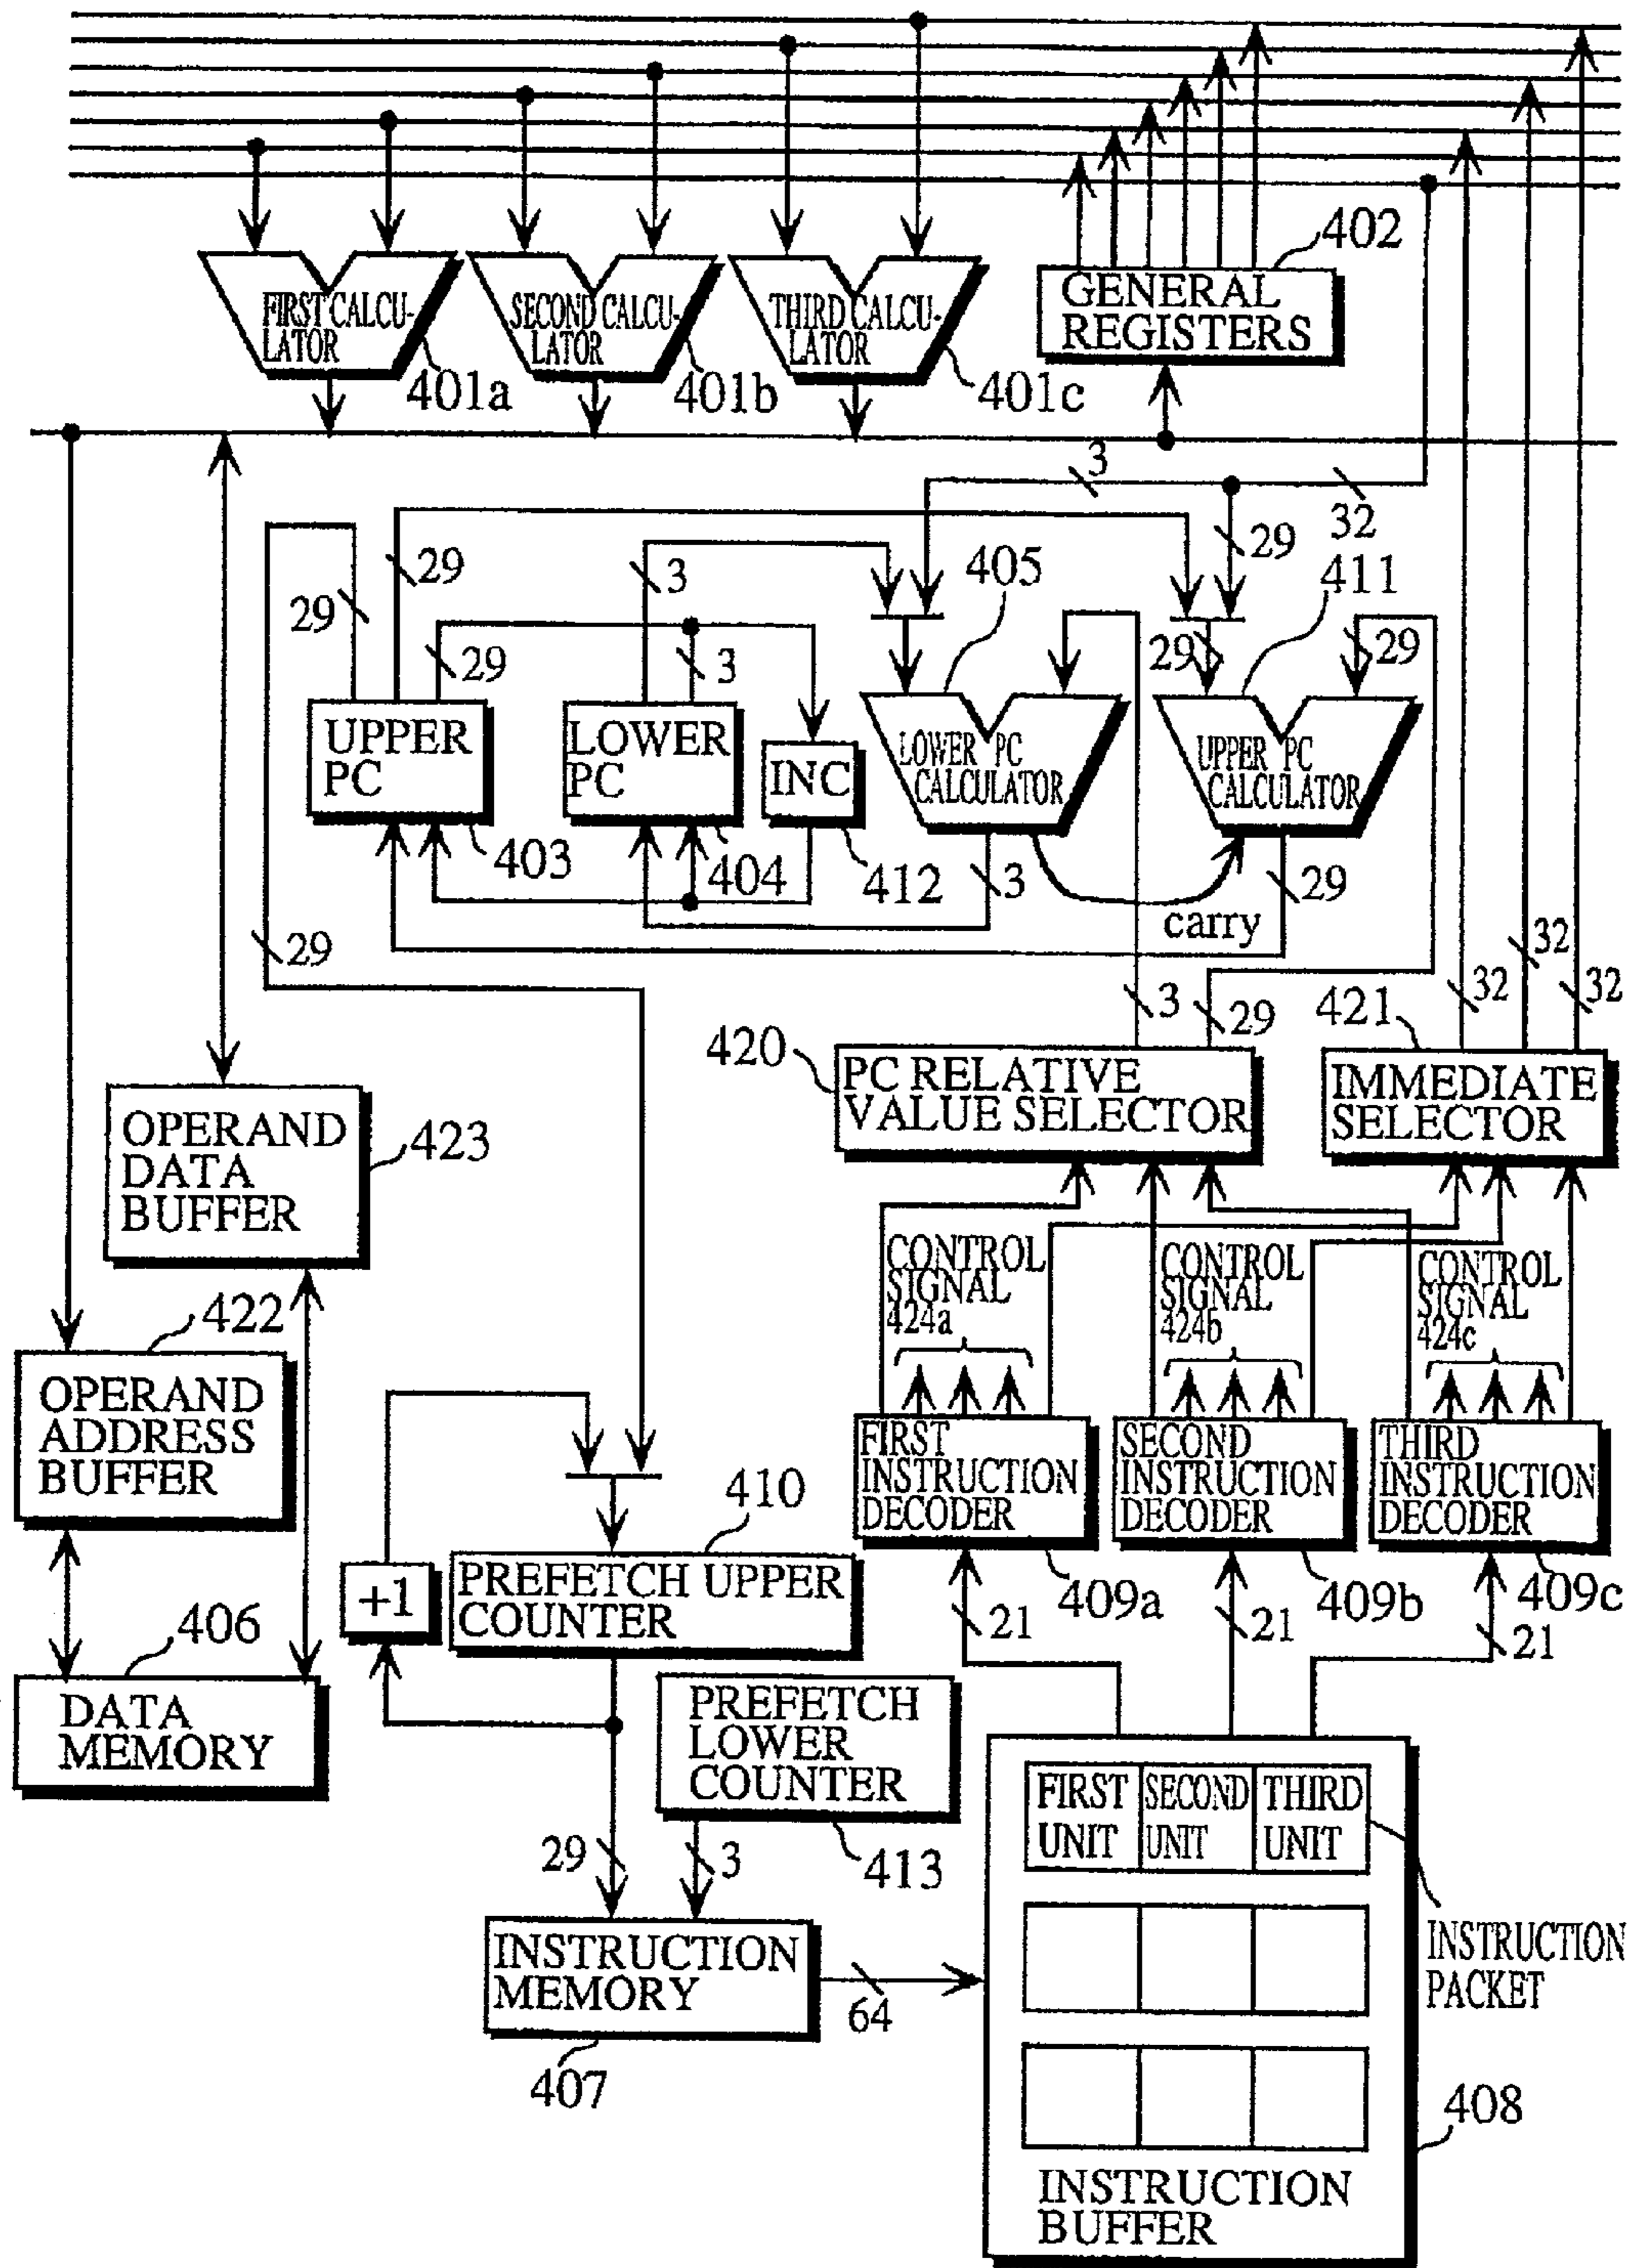 402
GENERAL
REGISTERS
FIRST CALCU-
LATOR
SECOND CALCU-
LATOR
THIRD CALCU-
LATOR
401a
401b
401c
3
32
29
29
3
29
405
411
29
3
29
29
UPPER
PC
LOWER
PC
INC
LOWER PC
CALCULATOR
UPPER PC
CALCULATOR
403
404
412
3
29
carry
29
32
32
32
3
29
421
420
PC RELATIVE
VALUE SELECTOR
IMMEDIATE
SELECTOR
OPERAND
DATA
BUFFER
423
CONTROL
SIGNAL
424a
CONTROL
SIGNAL
424b
CONTROL
SIGNAL
424c
422
OPERAND
ADDRESS
BUFFER
FIRST
INSTRUCTION
DECODER
SECOND
INSTRUCTION
DECODER
THIRD
INSTRUCTION
DECODER
410
+1
PREFETCH UPPER
COUNTER
409a
409b
409c
21
21
21
406
DATA
MEMORY
PREFETCH
LOWER
COUNTER
413
29
3
FIRST
UNIT
SECOND
UNIT
THIRD
UNIT
INSTRUCTION
MEMORY
64
407
INSTRUCTION
PACKET
408
INSTRUCTION
BUFFER